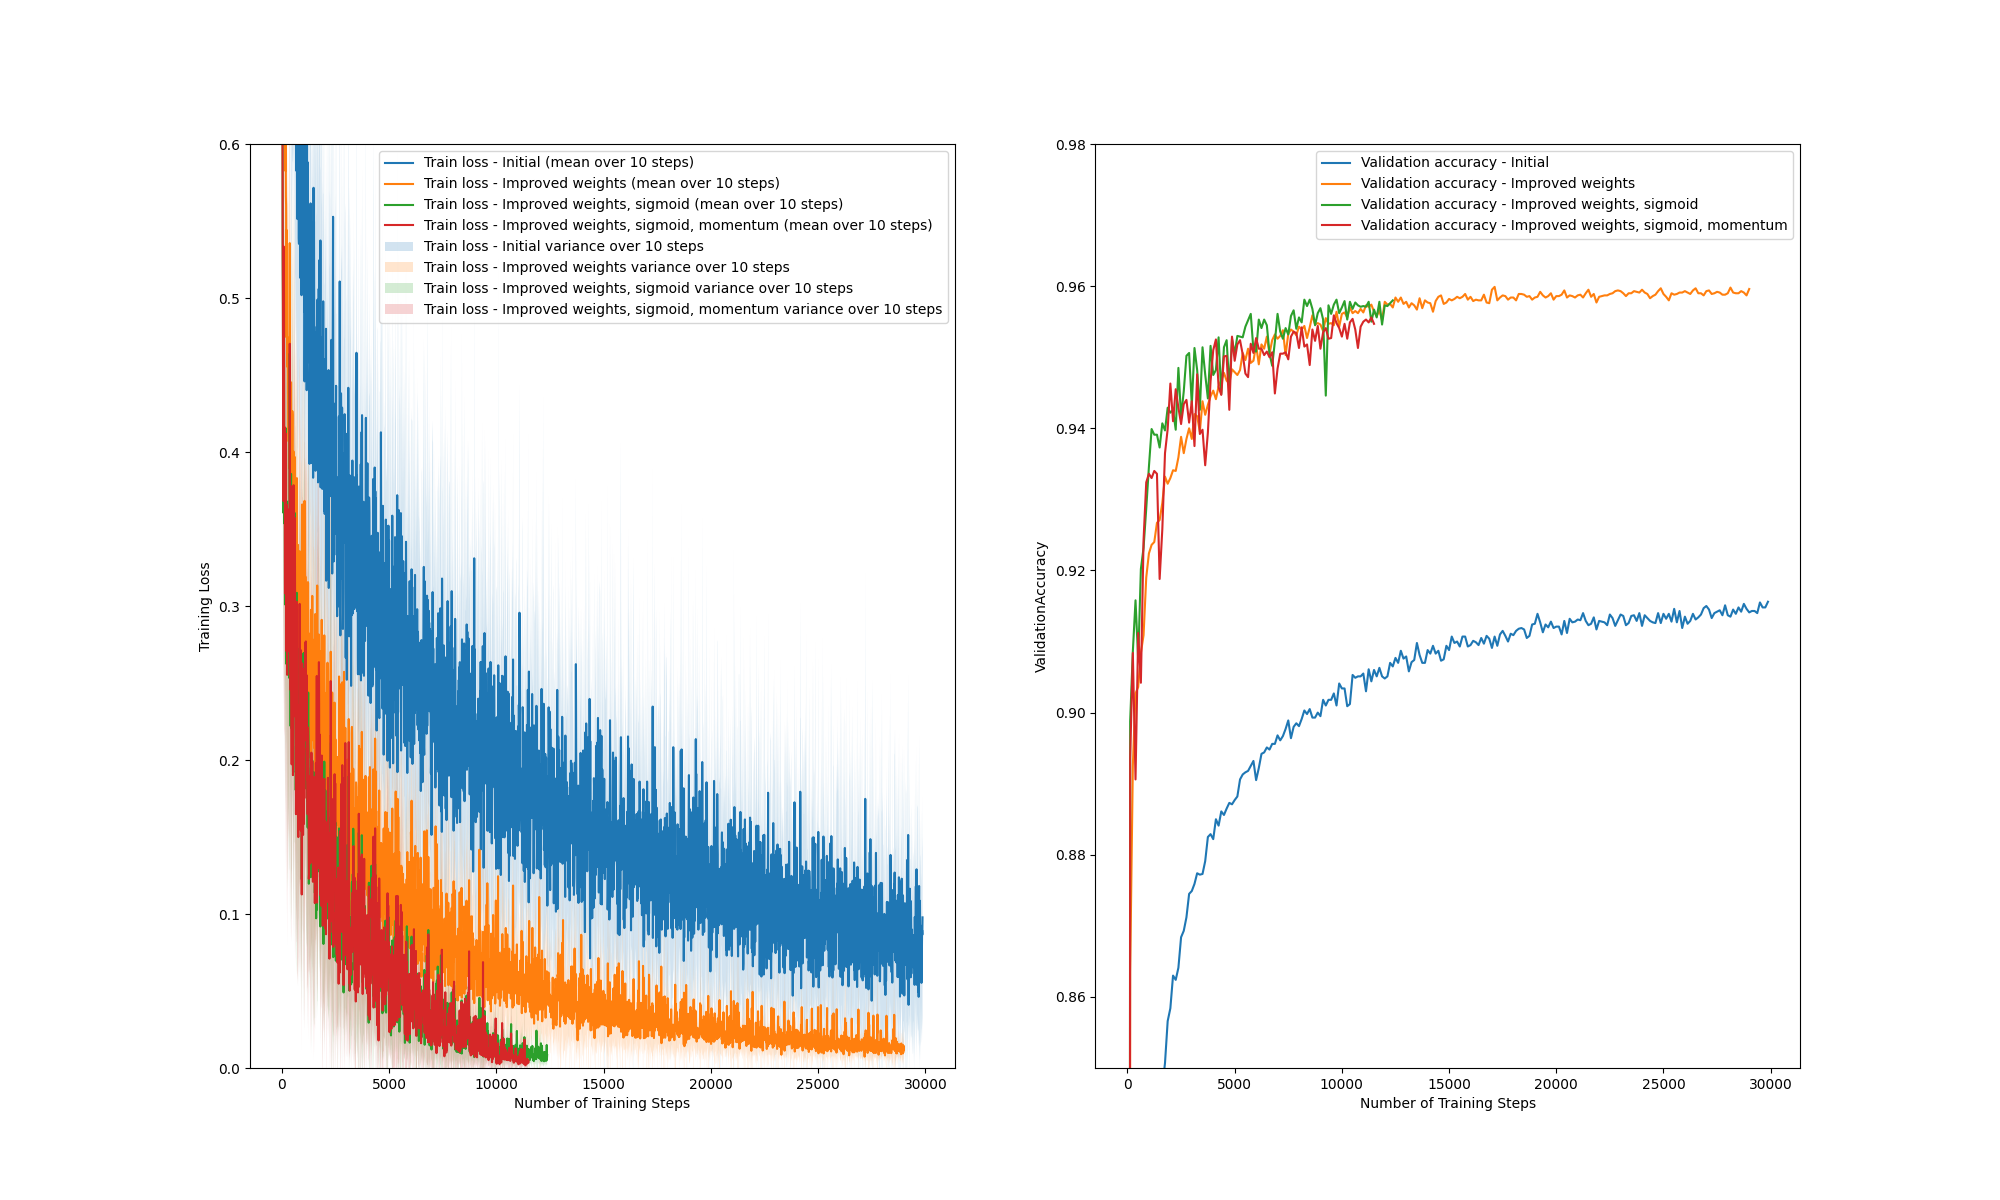 0.6
0.5
0.4
0.3
0.2
0.1
0.0
Training Loss
0
5000
10000
15000
20000
25000
30000
Number of Training Steps
Train loss - Initial (mean over 10 steps)
Train loss - Improved weights (mean over 10 steps)
Train loss - Improved weights, sigmoid (mean over 10 steps)
Train loss - Improved weights, sigmoid, momentum (mean over 10 steps)
Train loss - Initial variance over 10 steps
Train loss - Improved weights variance over 10 steps
Train loss - Improved weights, sigmoid variance over 10 steps
Train loss - Improved weights, sigmoid, momentum variance over 10 steps
0.98
0.96
0.94
0.92
0.90
0.88
0.86
ValidationAccuracy
0
5000
10000
15000
20000
25000
30000
Number of Training Steps
Validation accuracy - Initial
Validation accuracy - Improved weights
Validation accuracy - Improved weights, sigmoid
Validation accuracy - Improved weights, sigmoid, momentum